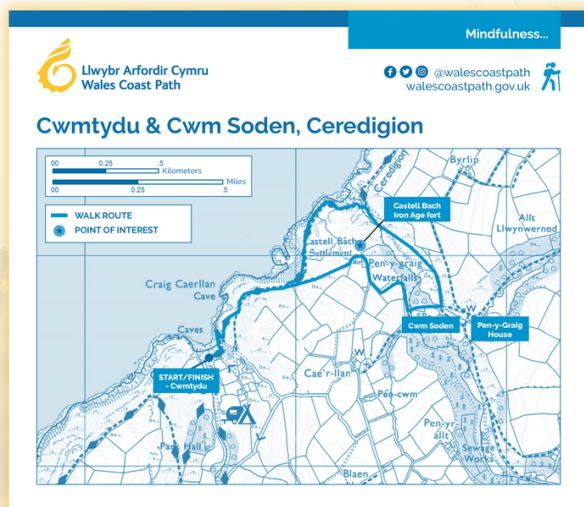 Mindfulness...
Llwybr Arfordir Cymru
Wales Coast Path
@walescoastpath
walescoastpath.gov.uk
Cwmtydu & Cwm Soden, Ceredigion
00 0.25 .5
Kilometers
Miles
00 0.25 .5
WALK ROUTE
POINT OF INTEREST
Ceredigion
Byrlip
Castell Bach
Iron Age fort
Allt
Llwynwernod
Castell Bach
Settlement
Pen-y-graig
Waterfalls
Craig Caerllan
Cave
Caves
W
Cwm Soden
Pen-y-Graig
House
START/FINISH
- Cwmtydu
W
Cae'r-llan
Pen-cwm
Pen-yr-
allt
Parc Hall
Sewage
Works
Blaen